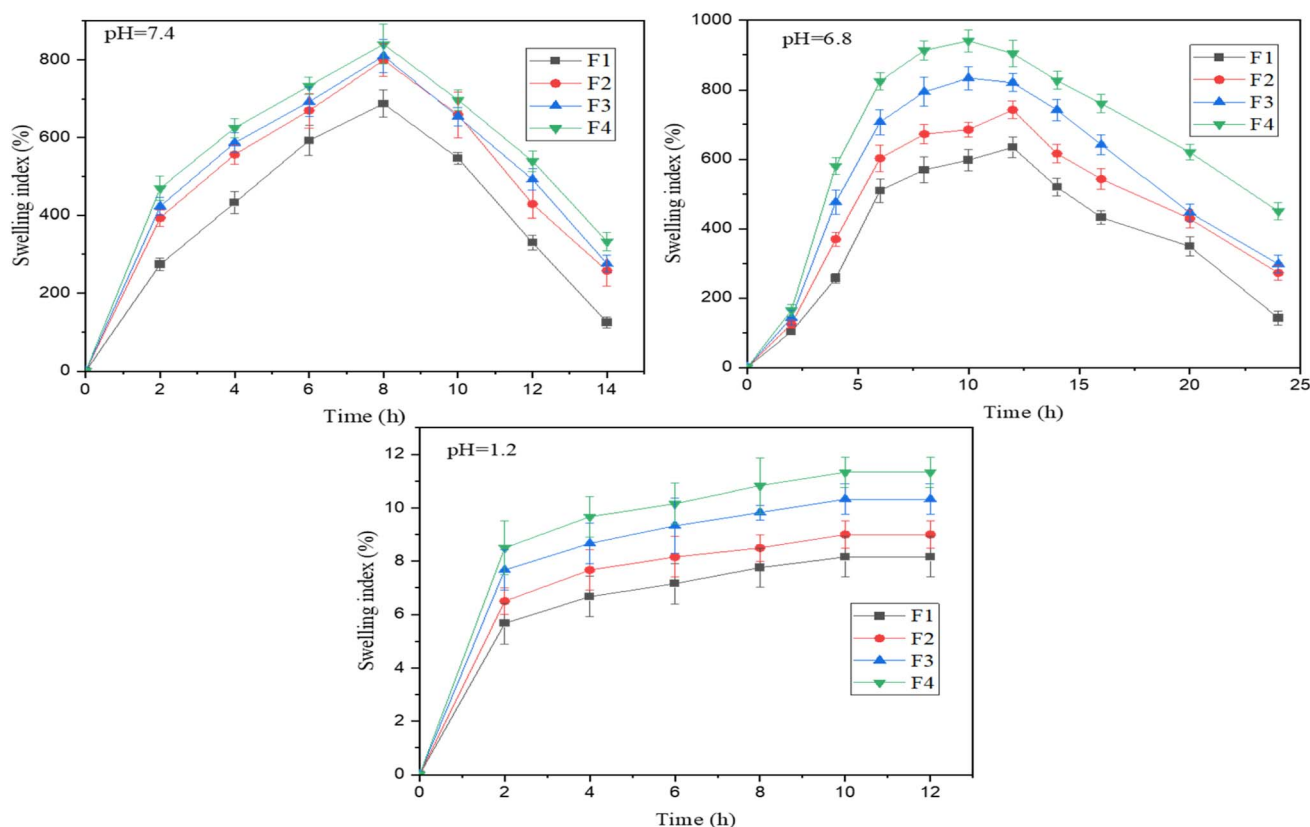 pH=7.4
F1
F2
F3
F4
800
600
400
200
0
0 2 4 6 8 10 12 14
Swelling index (%)
Time (h)
pH=6.8
F1
F2
F3
F4
1000
800
600
400
200
0
0 5 10 15 20 25
Swelling index (%)
Time (h)
pH=1.2
F1
F2
F3
F4
12
10
8
6
4
2
0
0 2 4 6 8 10 12
Swelling index (%)
Time (h)